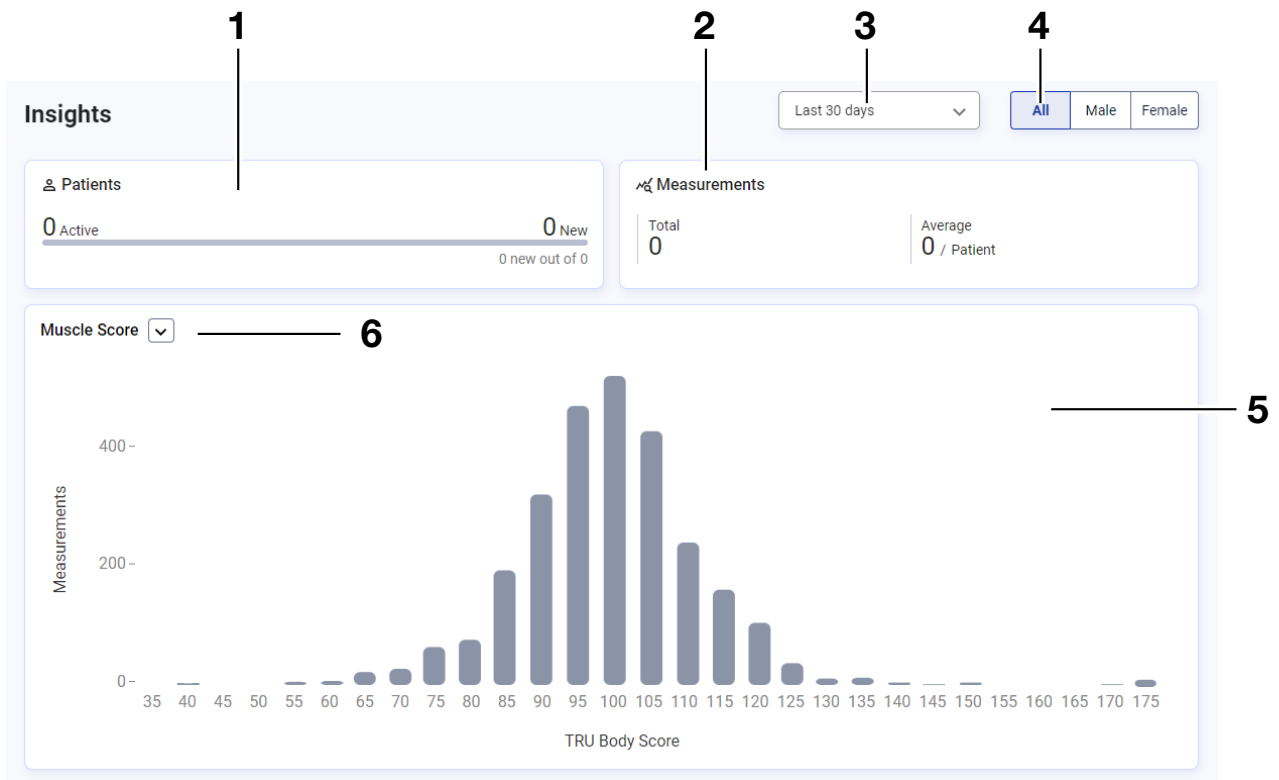 1 2 3 4
Insights
Last 30 days
All Male Female
Patients
0 Active 0 New
0 new out of 0
Measurements
Total
0
Average
0 / Patient
Muscle Score
6
5
400
200
0
Measurements
35 40 45 50 55 60 65 70 75 80 85 90 95 100 105 110 115 120 125 130 135 140 145 150 155 160 165 170 175
TRU Body Score